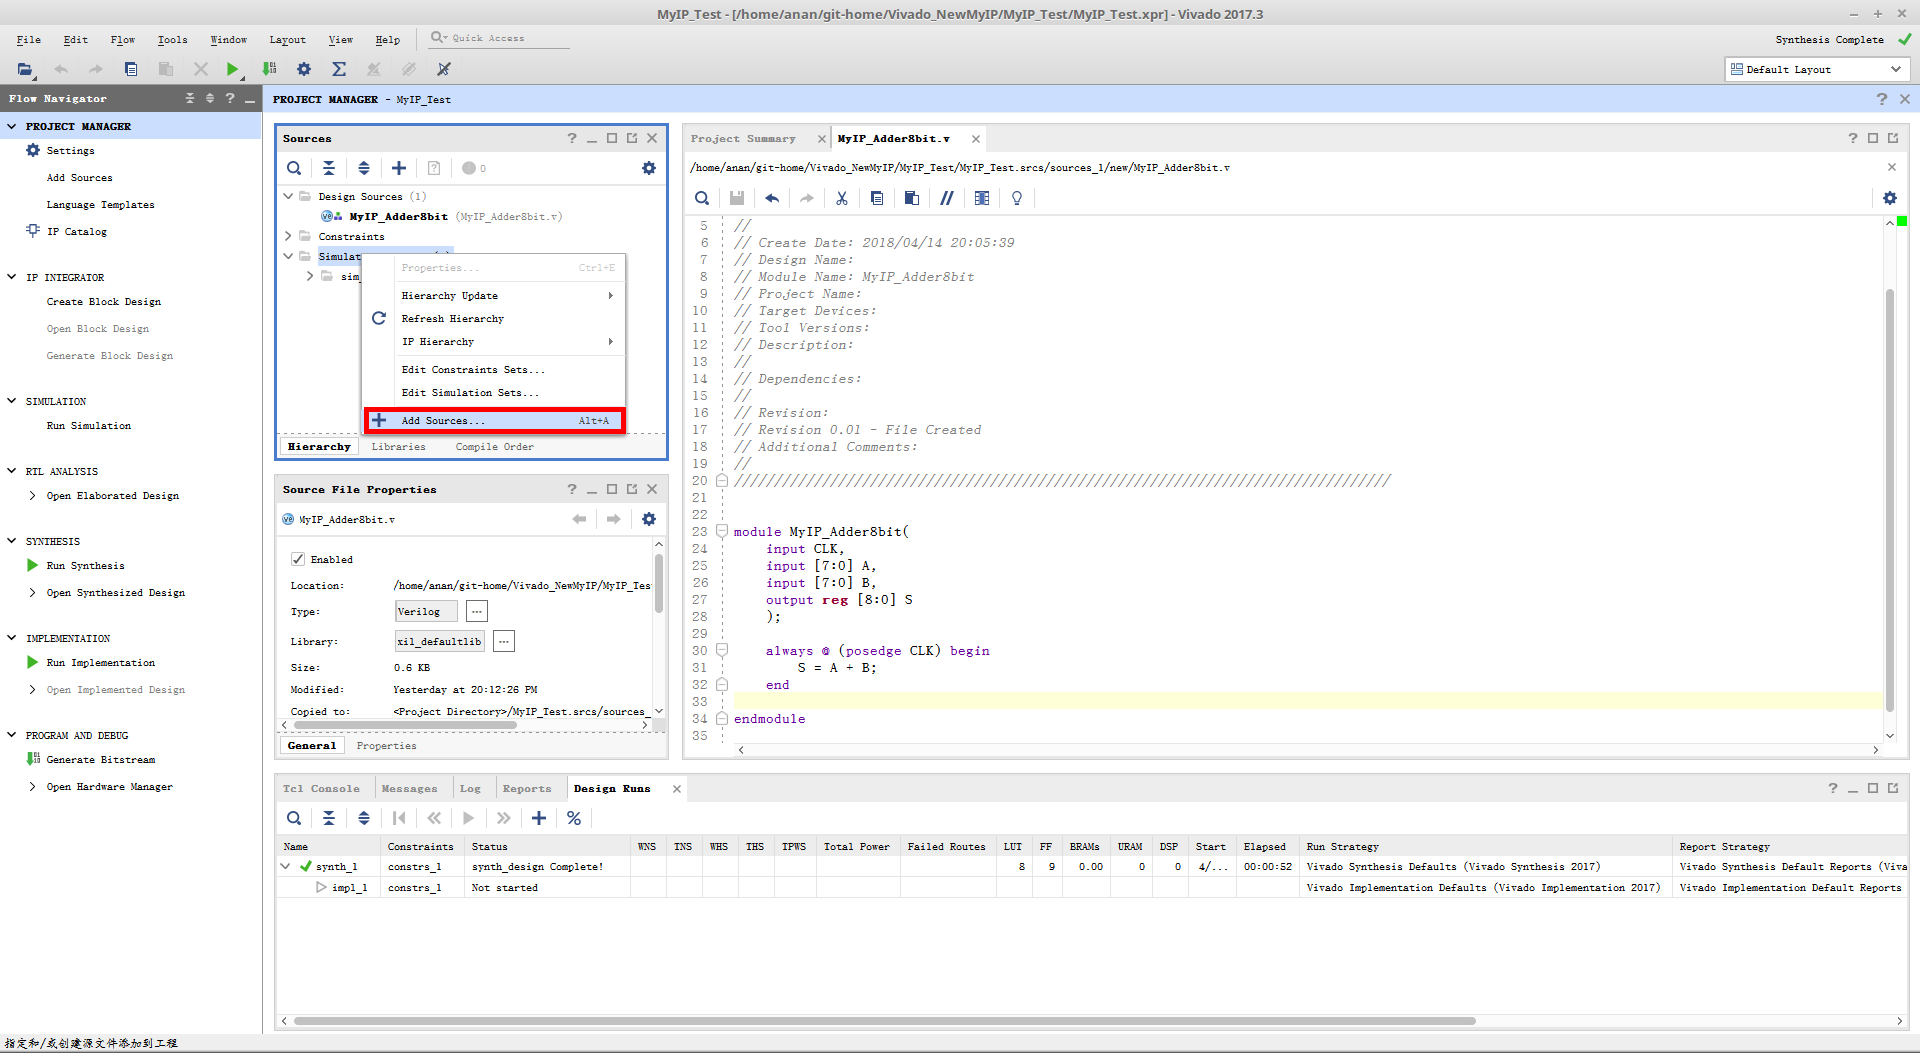 MyIP_Test - [/home/anan/git-home/Vivado_NewMyIP/MyIP_Test/MyIP_Test.xpr] - Vivado 2017.3
File Edit Flow Tools Window Layout View Help Quick Access
Synthesis Complete
Default Layout
Flow Navigator
PROJECT MANAGER
Settings
Add Sources
Language Templates
IP Catalog
IP INTEGRATOR
Create Block Design
Open Block Design
Generate Block Design
SIMULATION
Run Simulation
RTL ANALYSIS
Open Elaborated Design
SYNTHESIS
Run Synthesis
Open Synthesized Design
IMPLEMENTATION
Run Implementation
Open Implemented Design
PROGRAM AND DEBUG
Generate Bitstream
Open Hardware Manager
PROJECT MANAGER - MyIP_Test
Sources
0
Design Sources (1)
MyIP_Adder8bit (MyIP_Adder8bit.v)
Constraints
Simulat
sim_
Properties... Ctrl+E
Hierarchy Update
Refresh Hierarchy
IP Hierarchy
Edit Constraints Sets...
Edit Simulation Sets...
Add Sources... Alt+A
Hierarchy Libraries Compile Order
Source File Properties
MyIP_Adder8bit.v
Enabled
Location: /home/anan/git-home/Vivado_NewMyIP/MyIP_Tes
Type: Verilog ...
Library: xil_defaultlib ...
Size: 0.6 KB
Modified: Yesterday at 20:12:26 PM
Copied to: <Project Directory>/MyIP_Test.srcs/sources_
General Properties
Project Summary MyIP_Adder8bit.v
/home/anan/git-home/Vivado_NewMyIP/MyIP_Test/MyIP_Test.srcs/sources_1/new/MyIP_Adder8bit.v
5 //
6 // Create Date: 2018/04/14 20:05:39
7 // Design Name:
8 // Module Name: MyIP_Adder8bit
9 // Project Name:
10 // Target Devices:
11 // Tool Versions:
12 // Description:
13 //
14 // Dependencies:
15 //
16 // Revision:
17 // Revision 0.01 - File Created
18 // Additional Comments:
19 //
20 //////////////////////////////////////////////////////////////////////////////////
21
22
23 module MyIP_Adder8bit(
24 input CLK,
25 input [7:0] A,
26 input [7:0] B,
27 output reg [8:0] S
28 );
29
30 always @ (posedge CLK) begin
31 S = A + B;
32 end
33
34 endmodule
35
Tcl Console Messages Log Reports Design Runs
Name Constraints Status WNS TNS WHS THS TPWS Total Power Failed Routes LUT FF BRAMs URAM DSP Start Elapsed Run Strategy Report Strategy
synth_1 constrs_1 synth_design Complete! 8 9 0.00 0 0 4/... 00:00:52 Vivado Synthesis Defaults (Vivado Synthesis 2017) Vivado Synthesis Default Reports (Viva
impl_1 constrs_1 Not started Vivado Implementation Defaults (Vivado Implementation 2017) Vivado Implementation Default Reports
指定和/或创建源文件添加到工程